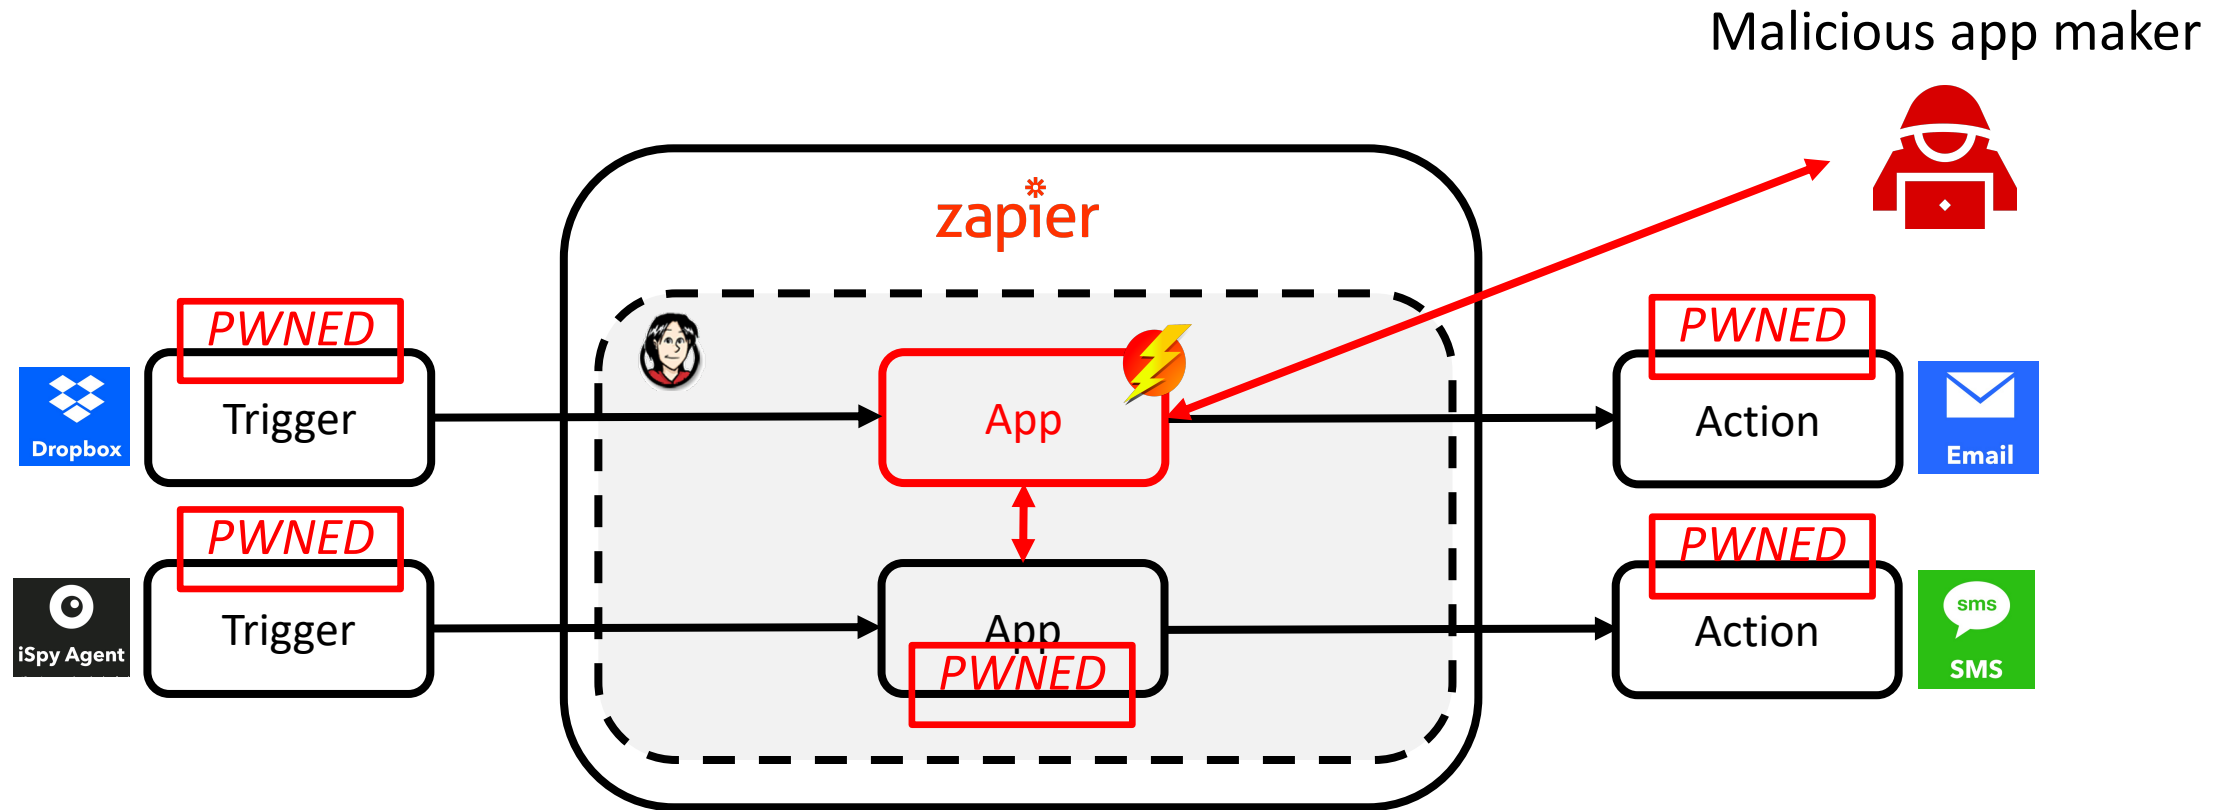 Malicious app maker
zapier
PWNED
PWNED
Dropbox
Trigger
App
Action
Email
PWNED
PWNED
iSpy Agent
Trigger
App
PWNED
Action
sms
SMS